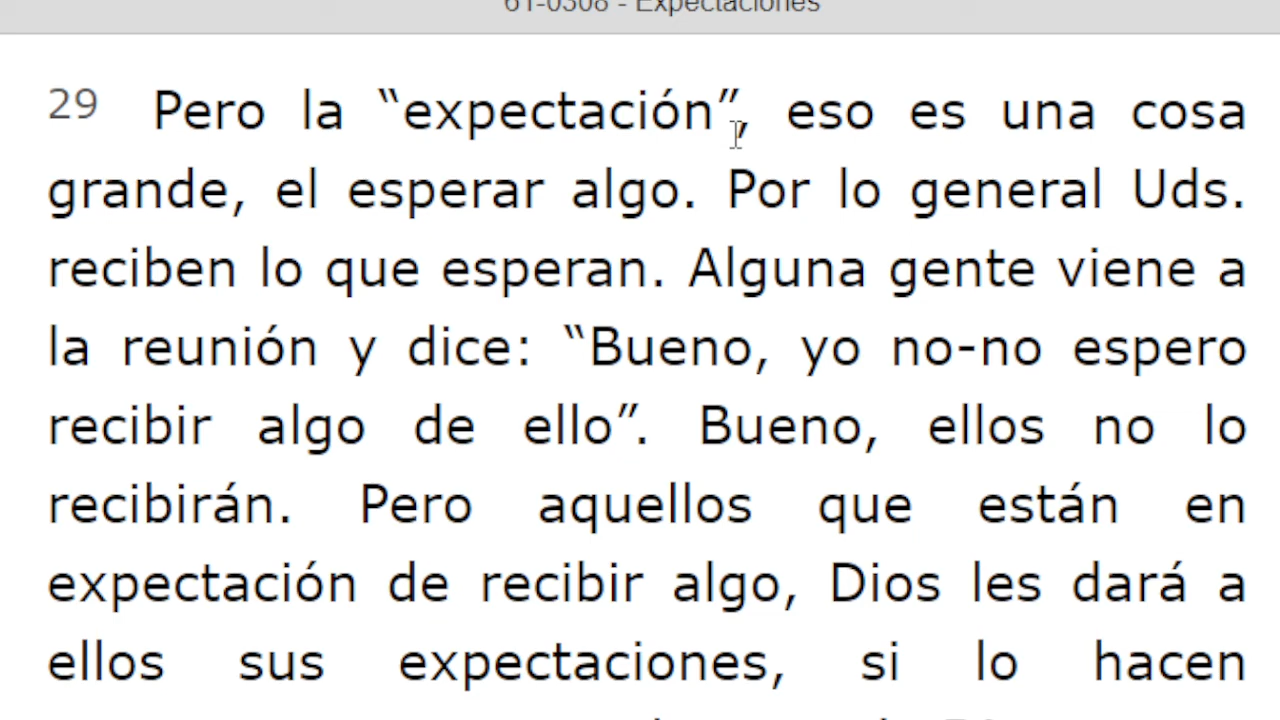 61-0308 - Expectaciones
29 Pero la “expectación”, eso es una cosa
grande, el esperar algo. Por lo general Uds.
reciben lo que esperan. Alguna gente viene a
la reunión y dice: “Bueno, yo no-no espero
recibir algo de ello”. Bueno, ellos no lo
recibirán. Pero aquellos que están en
expectación de recibir algo, Dios les dará a
ellos sus expectaciones, si lo hacen